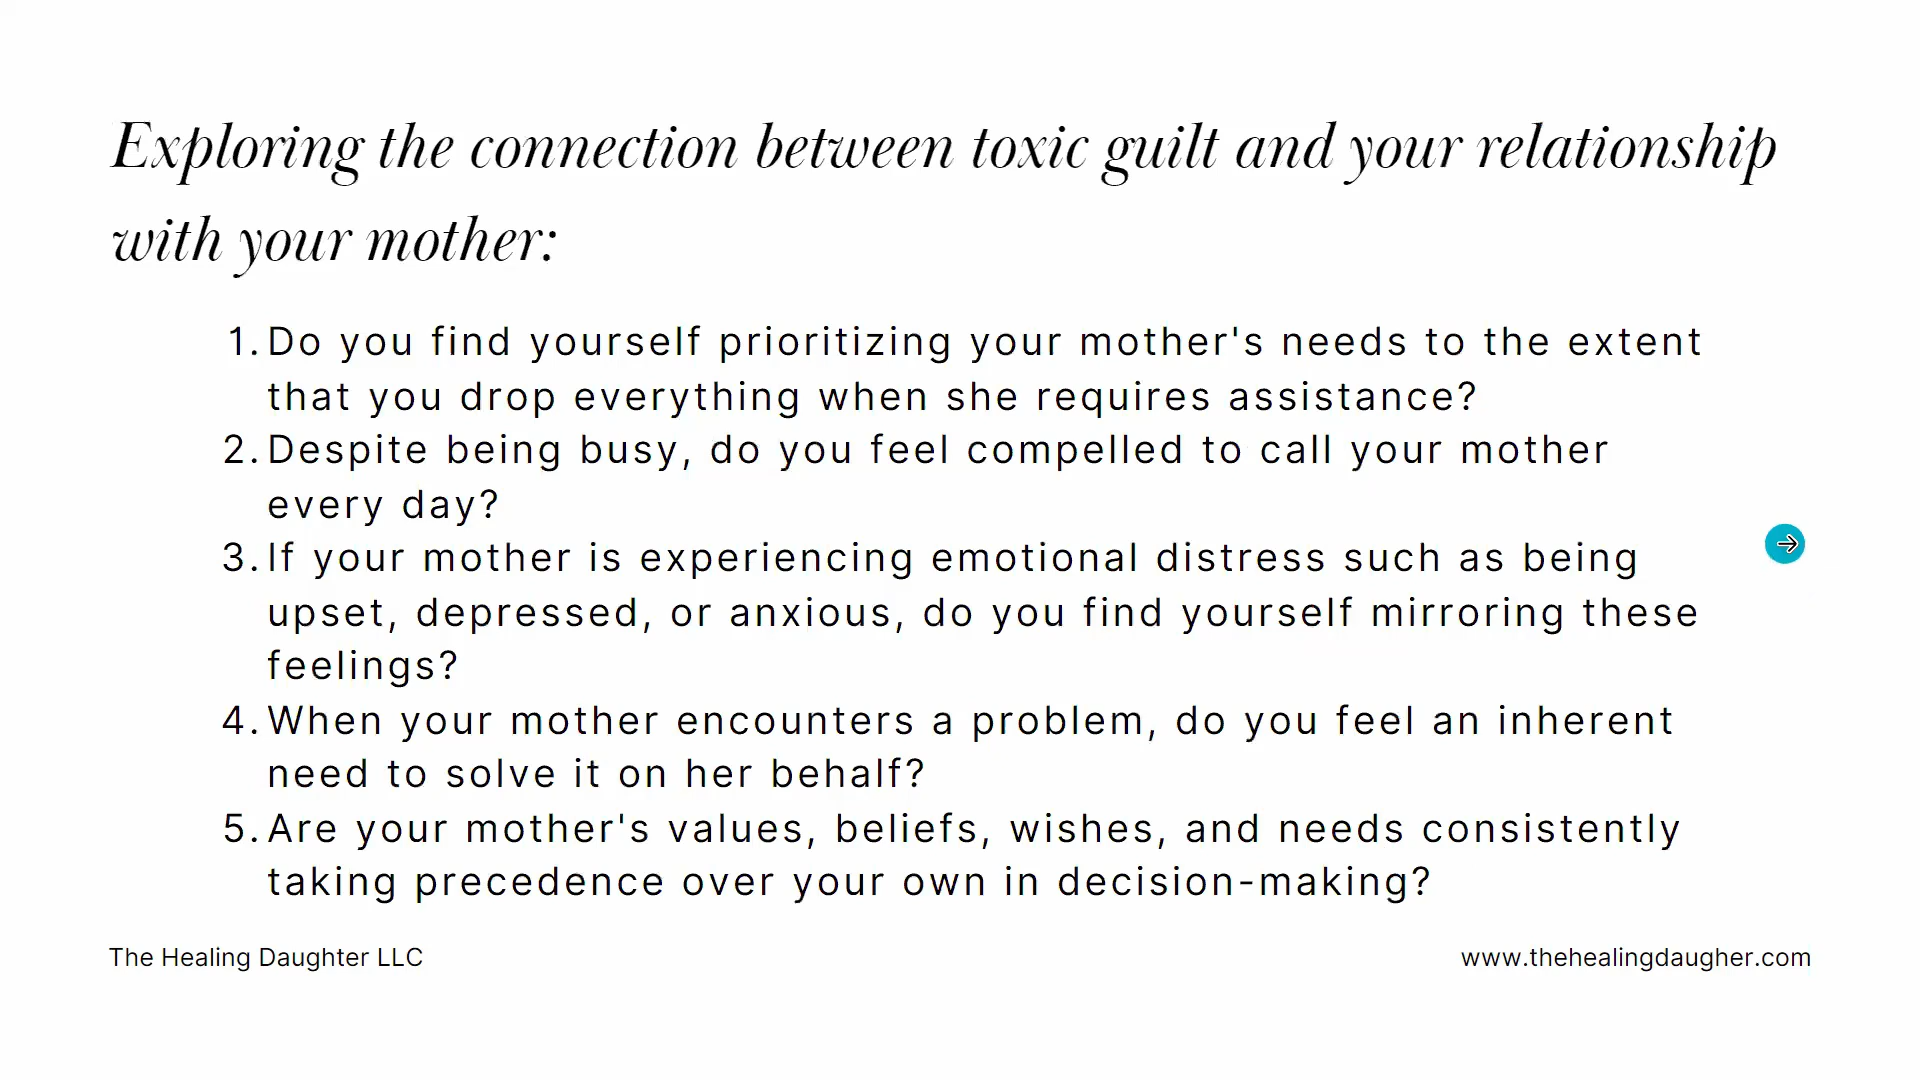 Exploring the connection between toxic guilt and your relationship
with your mother:
1. Do you find yourself prioritizing your mother's needs to the extent
that you drop everything when she requires assistance?
2. Despite being busy, do you feel compelled to call your mother
every day?
3. If your mother is experiencing emotional distress such as being
upset, depressed, or anxious, do you find yourself mirroring these
feelings?
4. When your mother encounters a problem, do you feel an inherent
need to solve it on her behalf?
5. Are your mother's values, beliefs, wishes, and needs consistently
taking precedence over your own in decision-making?
The Healing Daughter LLC
www.thehealingdaugher.com